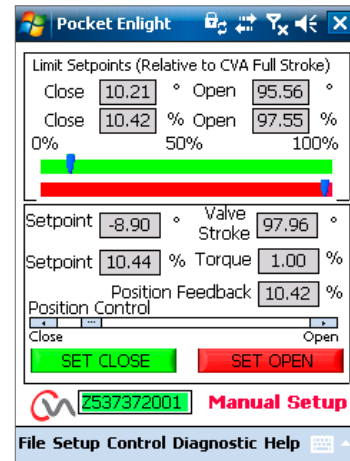 Pocket Enlight
Limit Setpoints (Relative to CVA Full Stroke)
Close 10.21 ° Open 95.56 °
Close 10.42 % Open 97.55 %
0% 50% 100%
Setpoint -8.90 ° Valve Stroke 97.96 °
Setpoint 10.44 % Torque 1.00 %
Position Feedback 10.42 %
Position Control
Close Open
SET CLOSE SET OPEN
Z537372001 Manual Setup
File Setup Control Diagnostic Help